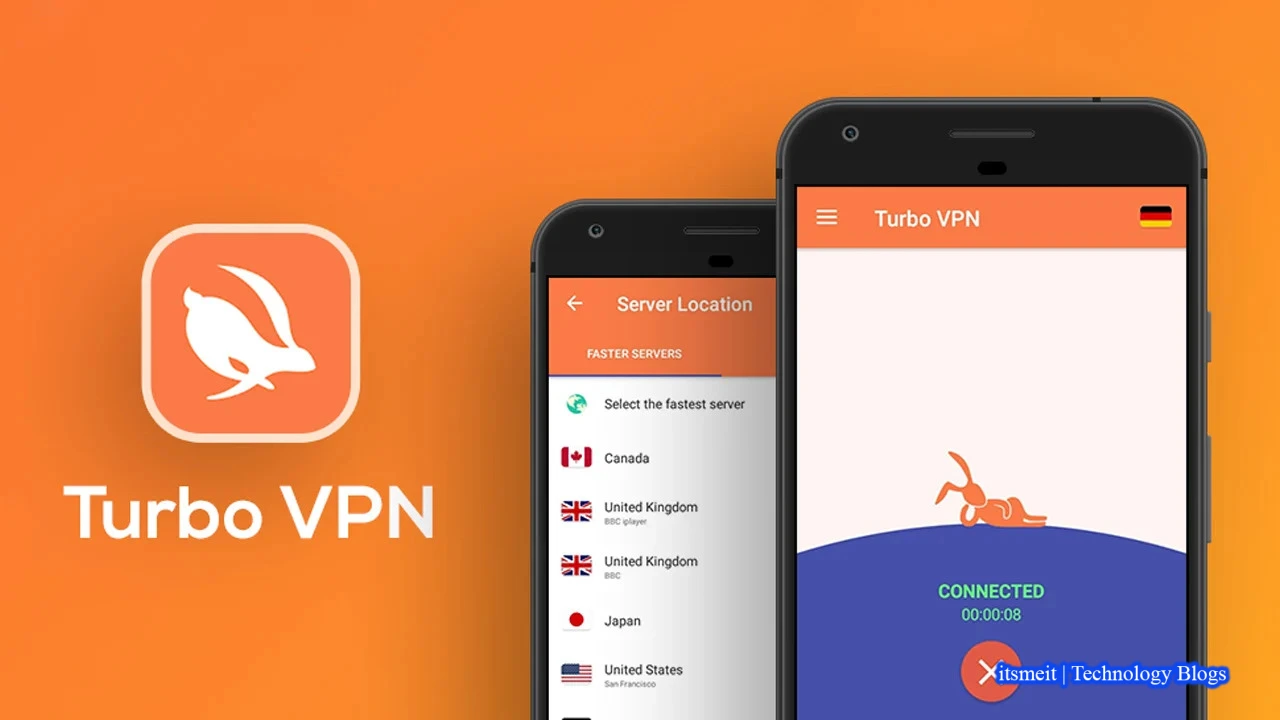 Turbo VPN
Server Location
FASTER SERVERS
Select the fastest server
Canada
United Kingdom
BBC iplayer
United Kingdom
BBC
Japan
United States
San Francisco
Turbo VPN
CONNECTED
00:00:08
itsmeit | Technology Blogs